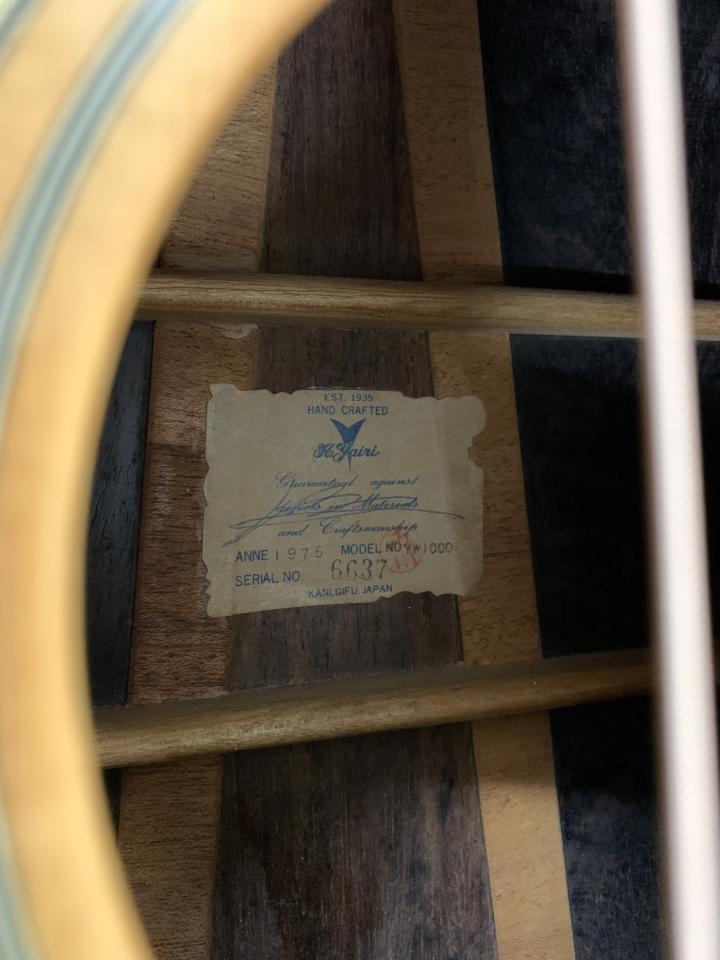 EST. 1935
HAND CRAFTED
K.Yairi
Guaranteed against
defects in Materials
and Craftsmanship
ANNE 1975 MODEL NO YW1000
SERIAL NO. 6637
KANI, GIFU, JAPAN